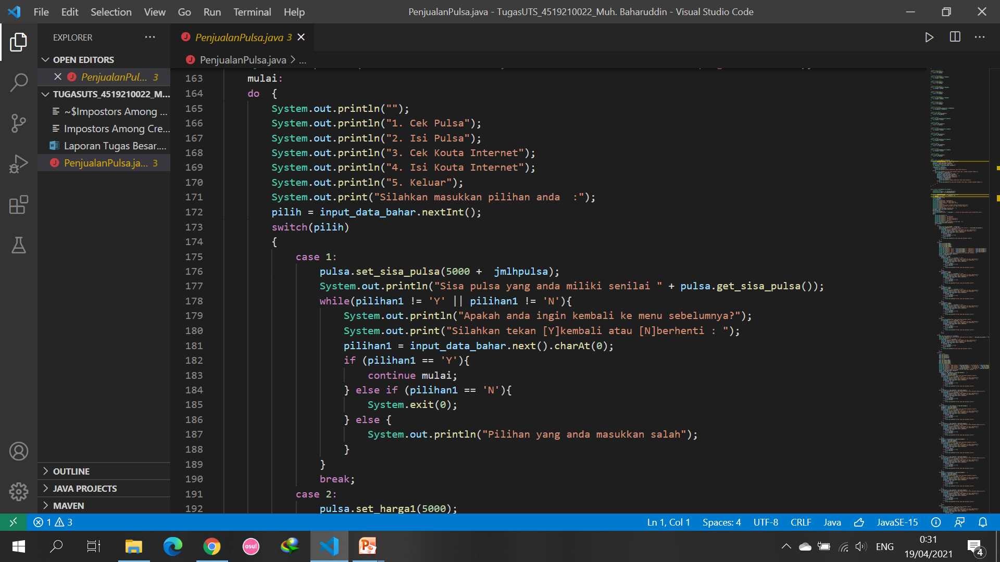 File Edit Selection View Go Run Terminal Help
PenjualanPulsa.java - TugasUTS_4519210022_Muh. Baharuddin - Visual Studio Code
EXPLORER
OPEN EDITORS
PenjualanPul... 3
TUGASUTS_4519210022_M...
~$Impostors Among ...
Impostors Among Cre...
Laporan Tugas Besar....
PenjualanPulsa.ja... 3
OUTLINE
JAVA PROJECTS
MAVEN
PenjualanPulsa.java 3
PenjualanPulsa.java > ...
163 mulai:
164 do  {
165 System.out.println("");
166 System.out.println("1. Cek Pulsa");
167 System.out.println("2. Isi Pulsa");
168 System.out.println("3. Cek Kouta Internet");
169 System.out.println("4. Isi Kouta Internet");
170 System.out.println("5. Keluar");
171 System.out.print("Silahkan masukkan pilihan anda  :");
172 pilih = input_data_bahar.nextInt();
173 switch(pilih)
174 {
175 case 1:
176 pulsa.set_sisa_pulsa(5000 +  jmlhpulsa);
177 System.out.println("Sisa pulsa yang anda miliki senilai " + pulsa.get_sisa_pulsa());
178 while(pilihan1 != 'Y' || pilihan1 != 'N'){
179 System.out.println("Apakah anda ingin kembali ke menu sebelumnya?");
180 System.out.print("Silahkan tekan [Y]kembali atau [N]berhenti : ");
181 pilihan1 = input_data_bahar.next().charAt(0);
182 if (pilihan1 == 'Y'){
183 continue mulai;
184 } else if (pilihan1 == 'N'){
185 System.exit(0);
186 } else {
187 System.out.println("Pilihan yang anda masukkan salah");
188 }
189 }
190 break;
191 case 2:
192 pulsa.set_harga1(5000);
1 3
Ln 1, Col 1 Spaces: 4 UTF-8 CRLF Java JavaSE-15
osu!
ENG
0:31
19/04/2021
4